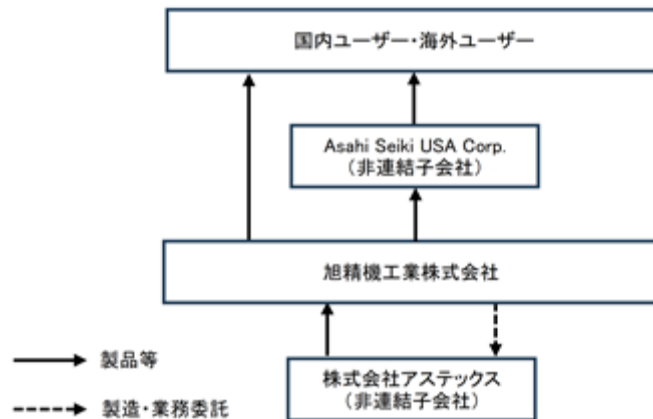 国内ユーザー・海外ユーザー
Asahi Seiki USA Corp.
（非連結子会社）
旭精機工業株式会社
製品等
株式会社アステックス
（非連結子会社）
製造・業務委託